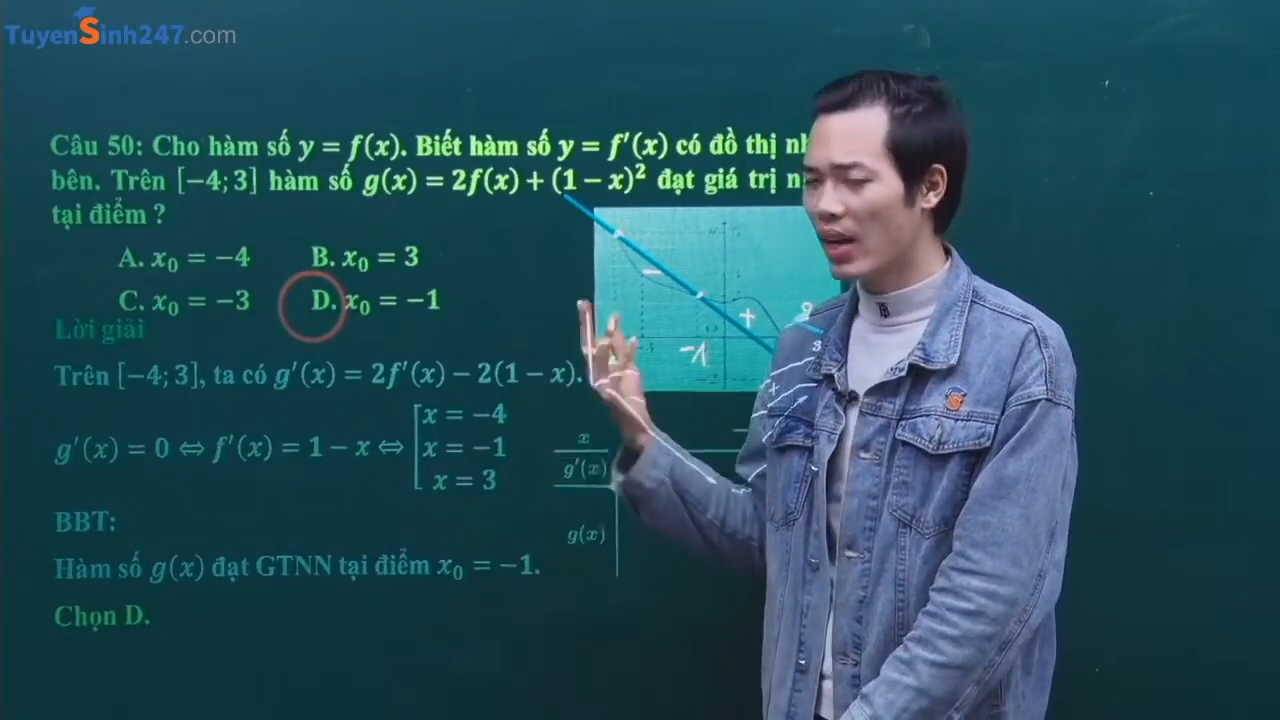 TuyenSinh247.com
Câu 50: Cho hàm số y = f(x). Biết hàm số y = f′(x) có đồ thị
bên. Trên [−4; 3] hàm số g(x) = 2f(x) + (1 − x)² đạt giá trị
tại điểm ?
A. x₀ = −4 B. x₀ = 3
C. x₀ = −3 D. x₀ = −1
Lời giải
Trên [−4; 3], ta có g′(x) = 2f′(x) − 2(1 − x).
g′(x) = 0 ⇔ f′(x) = 1 − x ⇔ [x = −4
x = −1
x = 3
BBT:
Hàm số g(x) đạt GTNN tại điểm x₀ = −1.
Chọn D.
− + −1
3
x −
g′(x)
g(x)